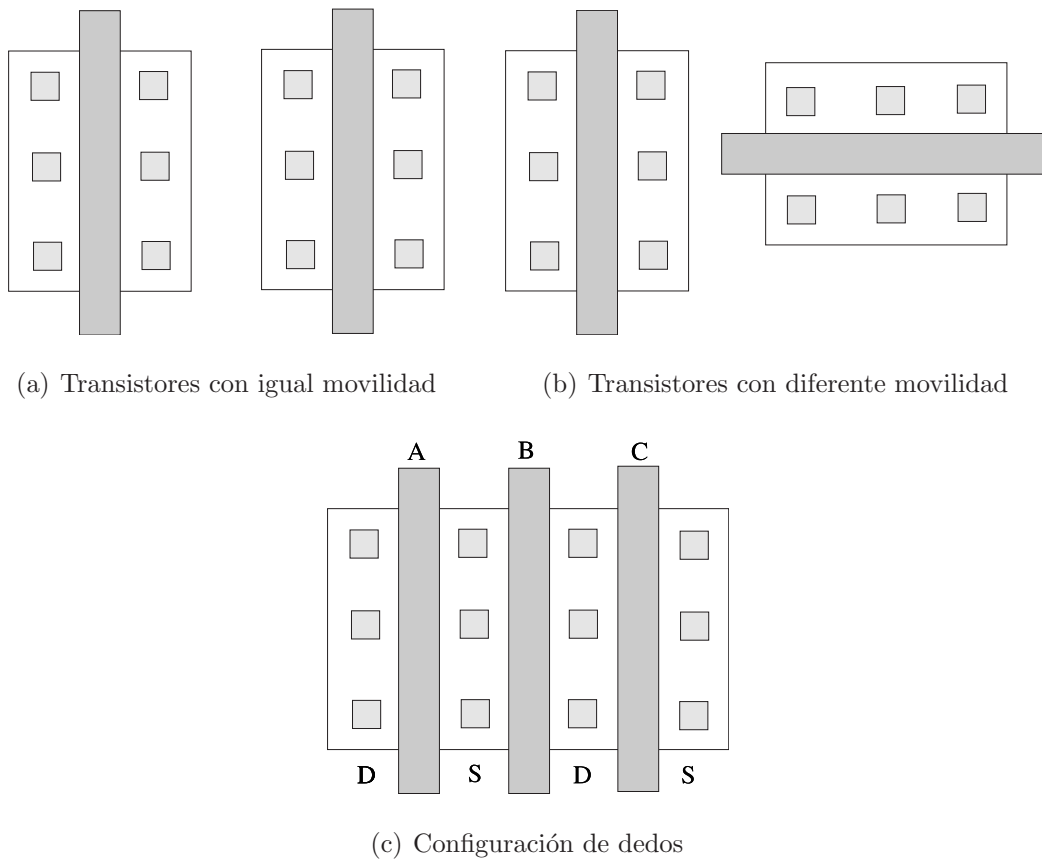 (a) Transistores con igual movilidad
(b) Transistores con diferente movilidad
A B C
D S D S
(c) Configuración de dedos